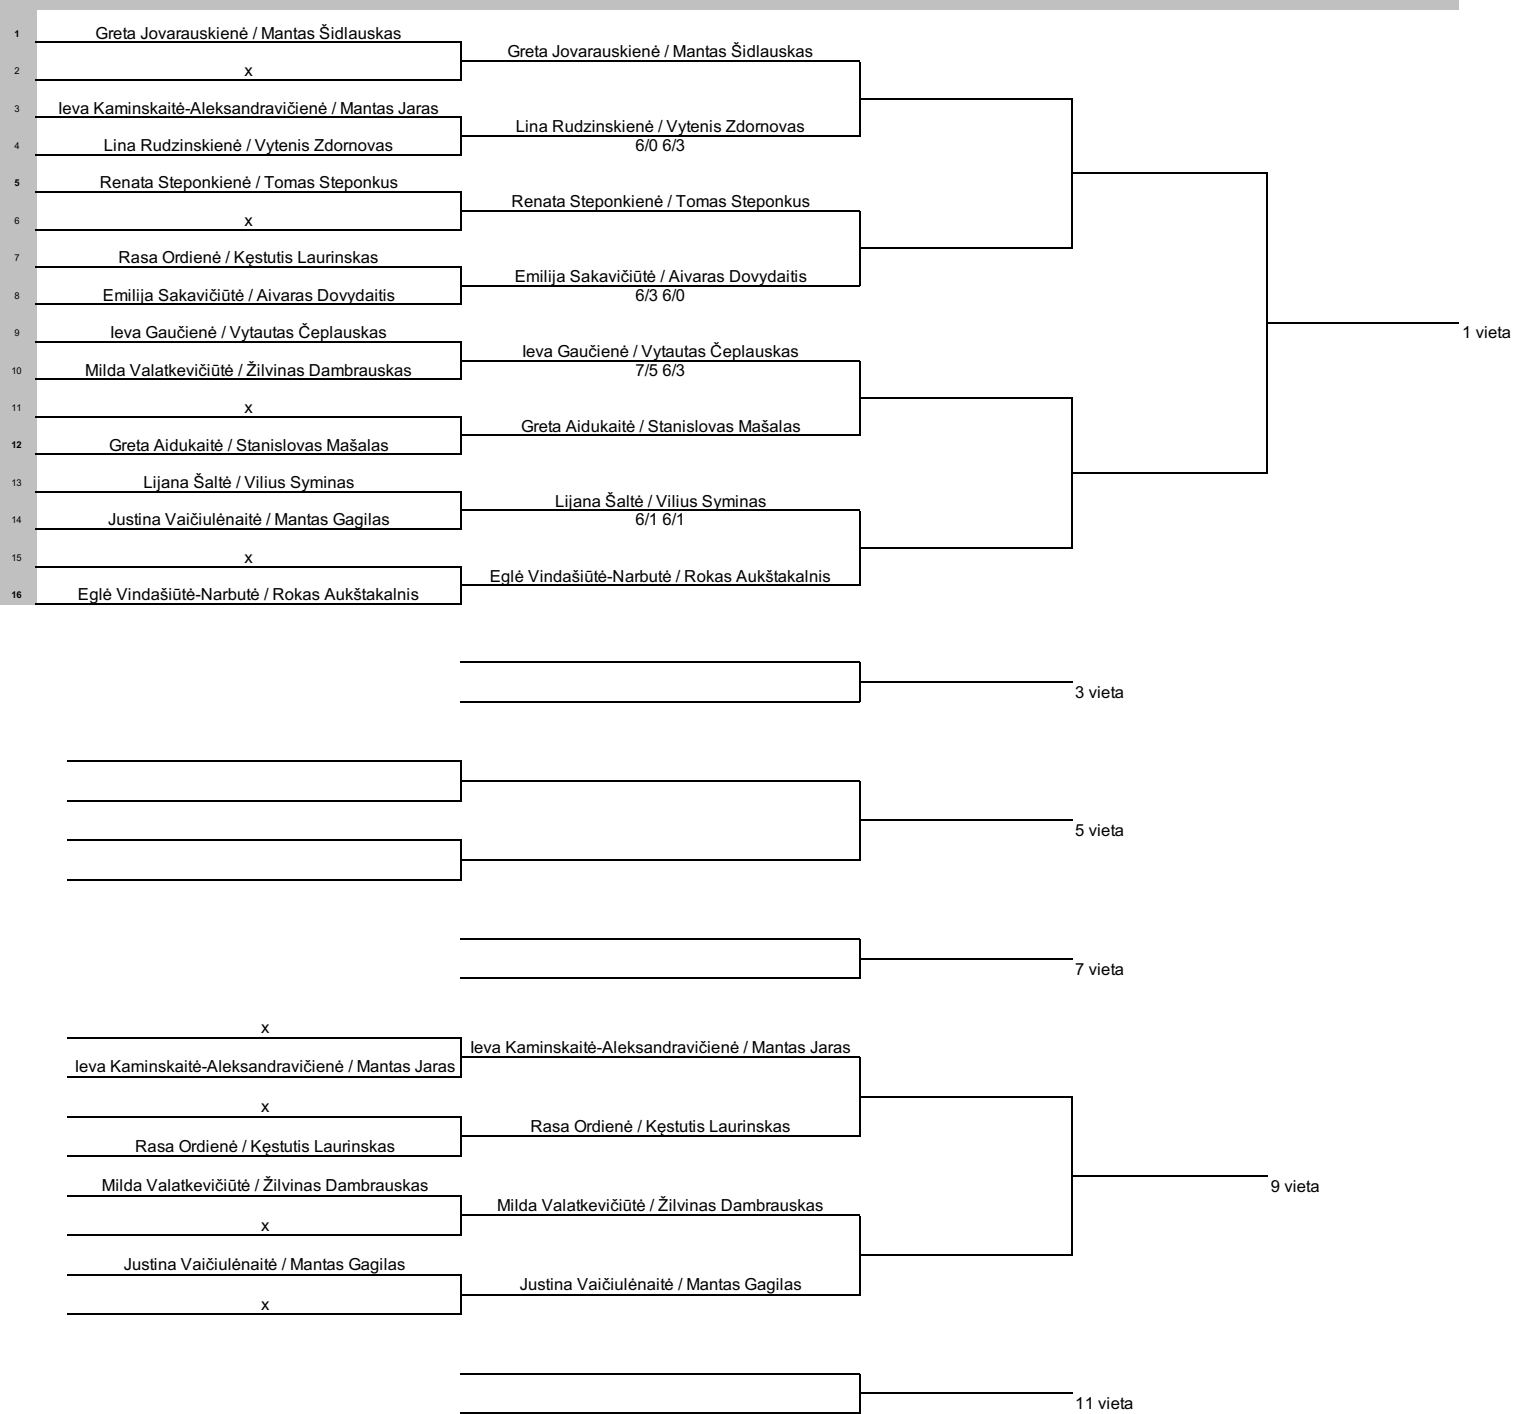 1 Greta Jovarauskienė / Mantas Šidlauskas
Greta Jovarauskienė / Mantas Šidlauskas
2 x
3 Ieva Kaminskaitė-Aleksandravičienė / Mantas Jaras
Lina Rudzinskienė / Vytenis Zdornovas
4 Lina Rudzinskienė / Vytenis Zdornovas
6/0 6/3
5 Renata Steponkienė / Tomas Steponkus
Renata Steponkienė / Tomas Steponkus
6 x
7 Rasa Ordienė / Kęstutis Laurinskas
Emilija Sakavičiūtė / Aivaras Dovydaitis
8 Emilija Sakavičiūtė / Aivaras Dovydaitis
6/3 6/0
9 Ieva Gaučienė / Vytautas Čeplauskas
1 vieta
Ieva Gaučienė / Vytautas Čeplauskas
10 Milda Valatkevičiūtė / Žilvinas Dambrauskas
7/5 6/3
11 x
Greta Aidukaitė / Stanislovas Mašalas
12 Greta Aidukaitė / Stanislovas Mašalas
13 Lijana Šaltė / Vilius Syminas
Lijana Šaltė / Vilius Syminas
14 Justina Vaičiulėnaitė / Mantas Gagilas
6/1 6/1
15 x
Eglė Vindašiūtė-Narbutė / Rokas Aukštakalnis
16 Eglė Vindašiūtė-Narbutė / Rokas Aukštakalnis
3 vieta
5 vieta
7 vieta
x
Ieva Kaminskaitė-Aleksandravičienė / Mantas Jaras
Ieva Kaminskaitė-Aleksandravičienė / Mantas Jaras
x
Rasa Ordienė / Kęstutis Laurinskas
Rasa Ordienė / Kęstutis Laurinskas
Milda Valatkevičiūtė / Žilvinas Dambrauskas
9 vieta
Milda Valatkevičiūtė / Žilvinas Dambrauskas
x
Justina Vaičiulėnaitė / Mantas Gagilas
Justina Vaičiulėnaitė / Mantas Gagilas
x
11 vieta